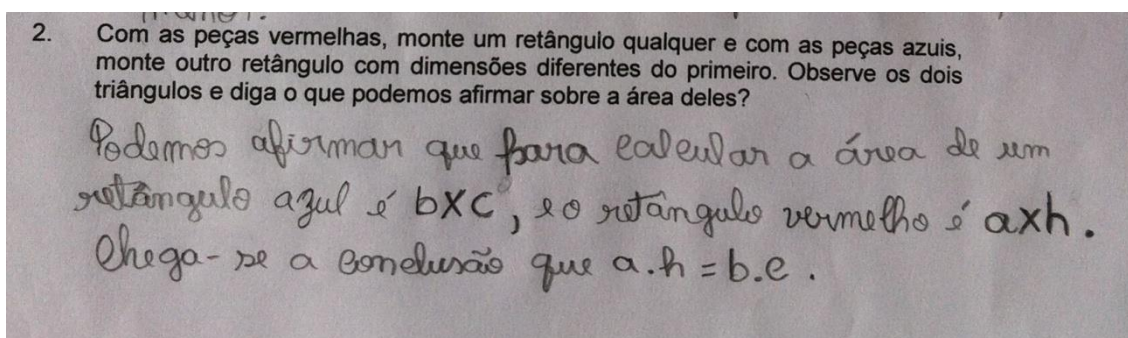 2. Com as peças vermelhas, monte um retângulo qualquer e com as peças azuis,
monte outro retângulo com dimensões diferentes do primeiro. Observe os dois
triângulos e diga o que podemos afirmar sobre a área deles?
Podemos afirmar que para calcular a área de um
retângulo azul é bxc, e o retângulo vermelho é axh.
Chega-se a conclusão que a.h = b.c.